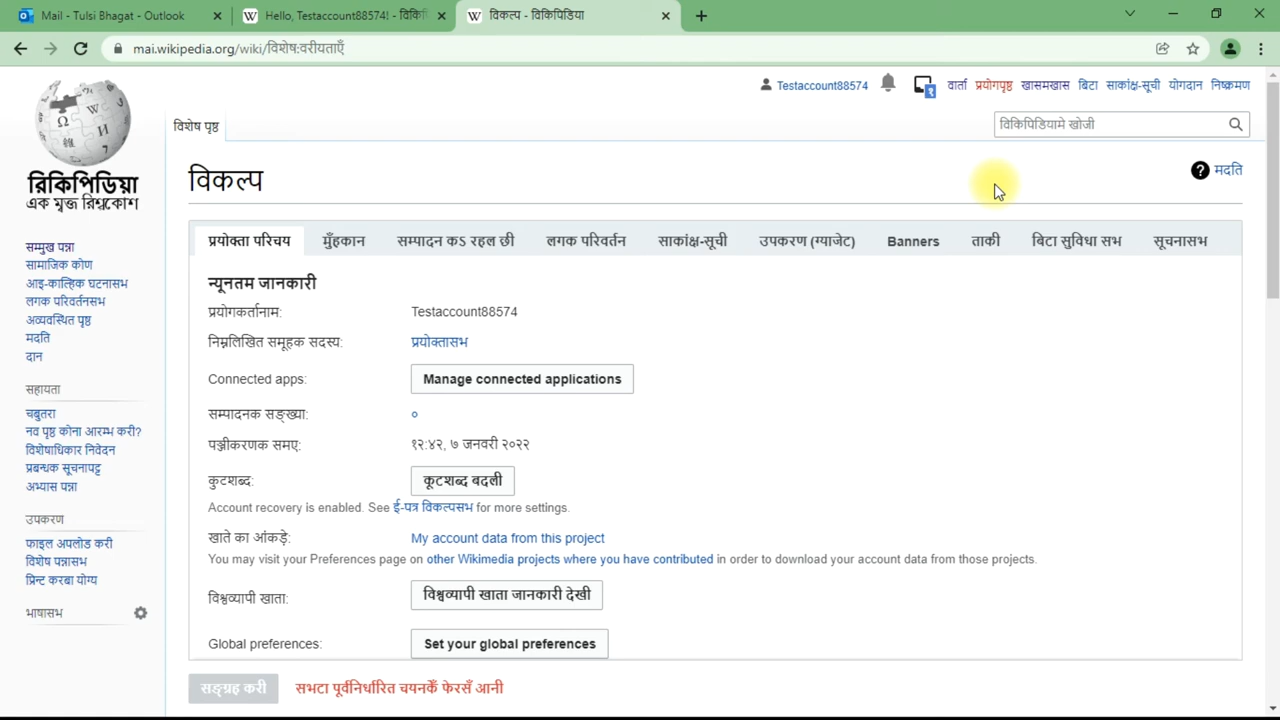 Mail - Tulsi Bhagat - Outlook
Hello, Testaccount88574! - विकिपि
विकल्प - विकिपिडिया
mai.wikipedia.org/wiki/विशेष:वरीयताएँ
Testaccount88574
१
वार्ता
प्रयोगपृष्ठ
खासमखास
बिटा
साकांक्ष-सूची
योगदान
निष्क्रमण
विशेष पृष्ठ
विकिपिडियामे खोजी
विकल्प
मदति
प्रयोक्ता परिचय
मुँहकान
सम्पादन कऽ रहल छी
लगक परिवर्तन
साकांक्ष-सूची
उपकरण (ग्याजेट)
Banners
ताकी
बिटा सुविधा सभ
सूचनासभ
न्यूनतम जानकारी
प्रयोगकर्तानाम:
Testaccount88574
निम्नलिखित समूहक सदस्य:
प्रयोक्तासभ
Connected apps:
Manage connected applications
सम्पादनक सङ्ख्या:
०
पञ्जीकरणक समए:
१२:४२, ७ जनवरी २०२२
कुटशब्द:
कूटशब्द बदली
Account recovery is enabled. See ई-पत्र विकल्पसभ for more settings.
खाते का आंकड़े:
My account data from this project
You may visit your Preferences page on other Wikimedia projects where you have contributed in order to download your account data from those projects.
विश्वव्यापी खाता:
विश्वव्यापी खाता जानकारी देखी
Global preferences:
Set your global preferences
सङ्ग्रह करी
सभटा पूर्वनिर्धारित चयनकेँ फेरसँ आनी
सम्मुख पन्ना
सामाजिक कोण
आइ-काल्हिक घटनासभ
लगक परिवर्तनसभ
अव्यवस्थित पृष्ठ
मदति
दान
सहायता
चबुतरा
नव पृष्ठ कोना आरम्भ करी?
विशेषाधिकार निवेदन
प्रबन्धक सूचनापट्ट
अभ्यास पन्ना
उपकरण
फाइल अपलोड करी
विशेष पन्नासभ
प्रिन्ट करबा योग्य
भाषासभ